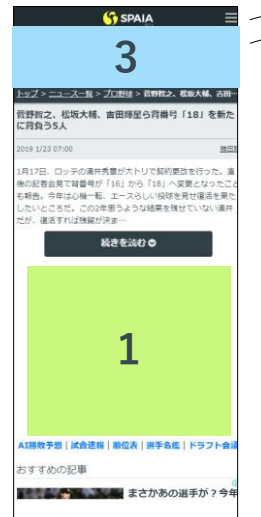 SPAIA
3
トップ > ニュース一覧 > プロ野球 > 菅野智之、松坂大輔、吉田…
菅野智之、松坂大輔、吉田輝星ら背番号「18」を新た
に背負う5人
2019 1/23 07:00
1月17日、ロッテの涌井秀章が大トリで契約更改を行った。直
後の記者会見で背番号が「16」から「18」へ変更となったこと
も報告。今年は心機一転、エースらしい投球を見せ復活を果た
したいところだ。この2年思うような結果を残せていない涌井
だが、復活すれば残留が決ま…
続きを読む
1
AI勝敗予想 | 試合速報 | 順位表 | 選手名鑑 | ドラフト会議
おすすめの記事
まさかあの選手が？今年